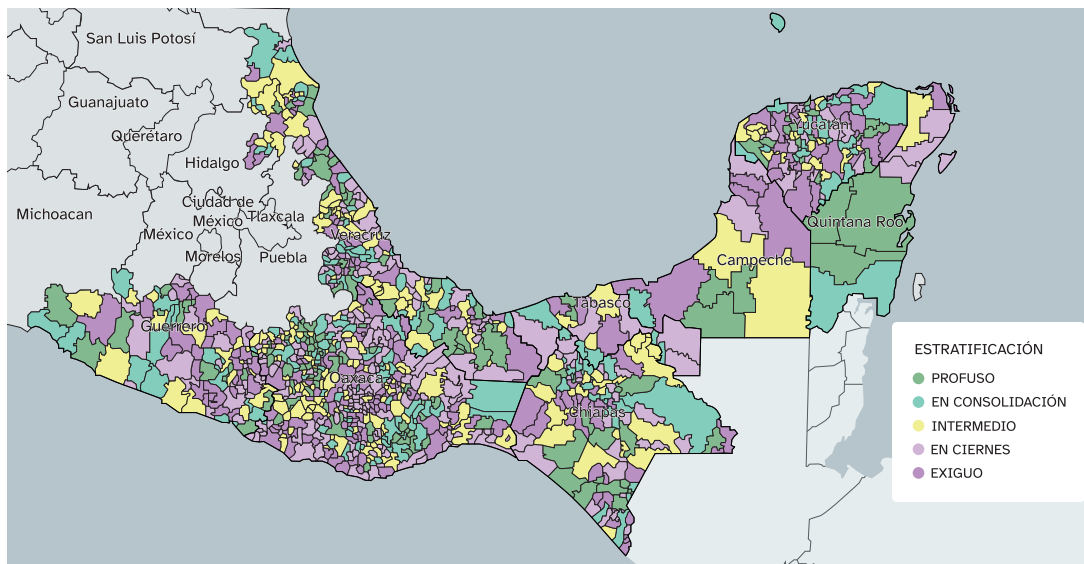 San Luis Potosí
Guanajuato
Querétaro
Hidalgo
Michoacan
Ciudad de
México
Tlaxcala
México
Morelos
Puebla
Veracruz
Guerrero
Oaxaca
Tabasco
Chiapas
Campeche
Yucatán
Quintana Roo
ESTRATIFICACIÓN
PROFUSO
EN CONSOLIDACIÓN
INTERMEDIO
EN CIERNES
EXIGUO